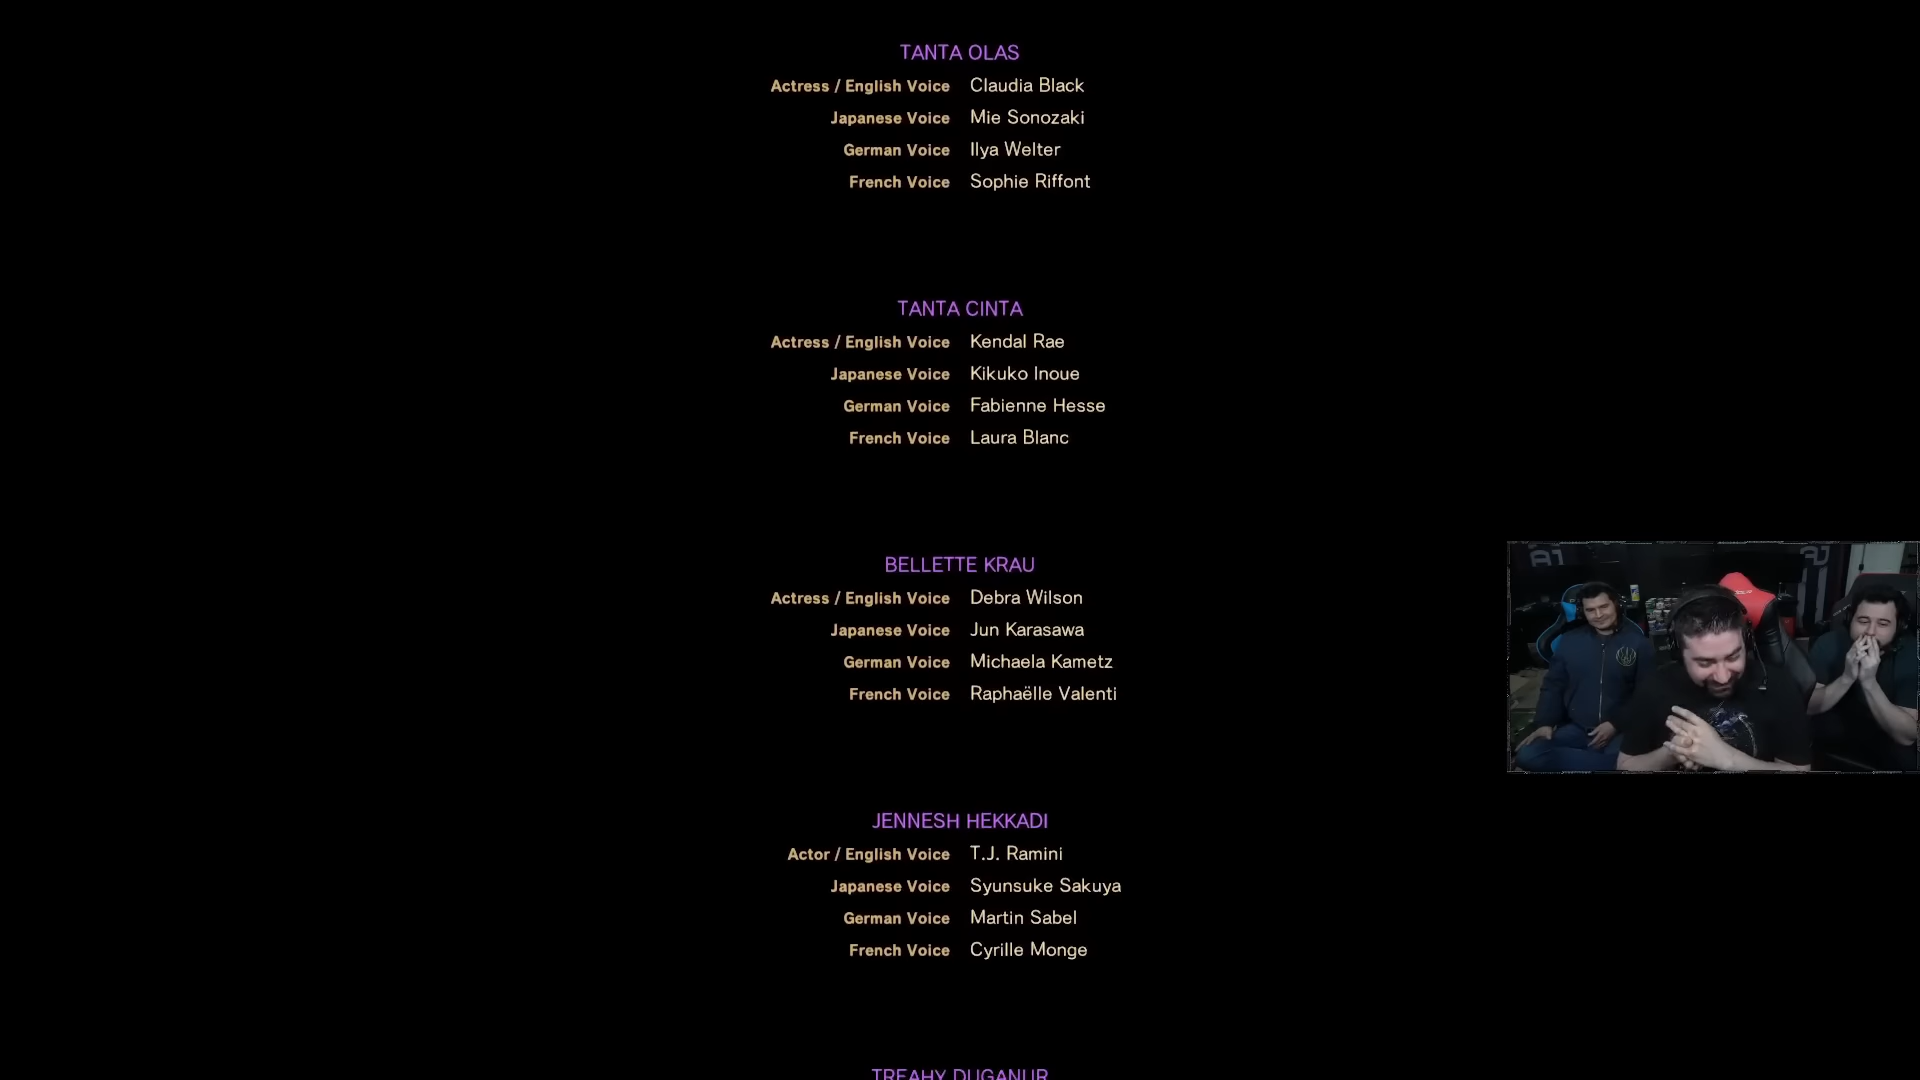 TANTA OLAS
Actress / English Voice Claudia Black
Japanese Voice Mie Sonozaki
German Voice Ilya Welter
French Voice Sophie Riffont
TANTA CINTA
Actress / English Voice Kendal Rae
Japanese Voice Kikuko Inoue
German Voice Fabienne Hesse
French Voice Laura Blanc
BELLETTE KRAU
Actress / English Voice Debra Wilson
Japanese Voice Jun Karasawa
German Voice Michaela Kametz
French Voice Raphaëlle Valenti
JENNESH HEKKADI
Actor / English Voice T.J. Ramini
Japanese Voice Syunsuke Sakuya
German Voice Martin Sabel
French Voice Cyrille Monge
TREAHY DUGANUR